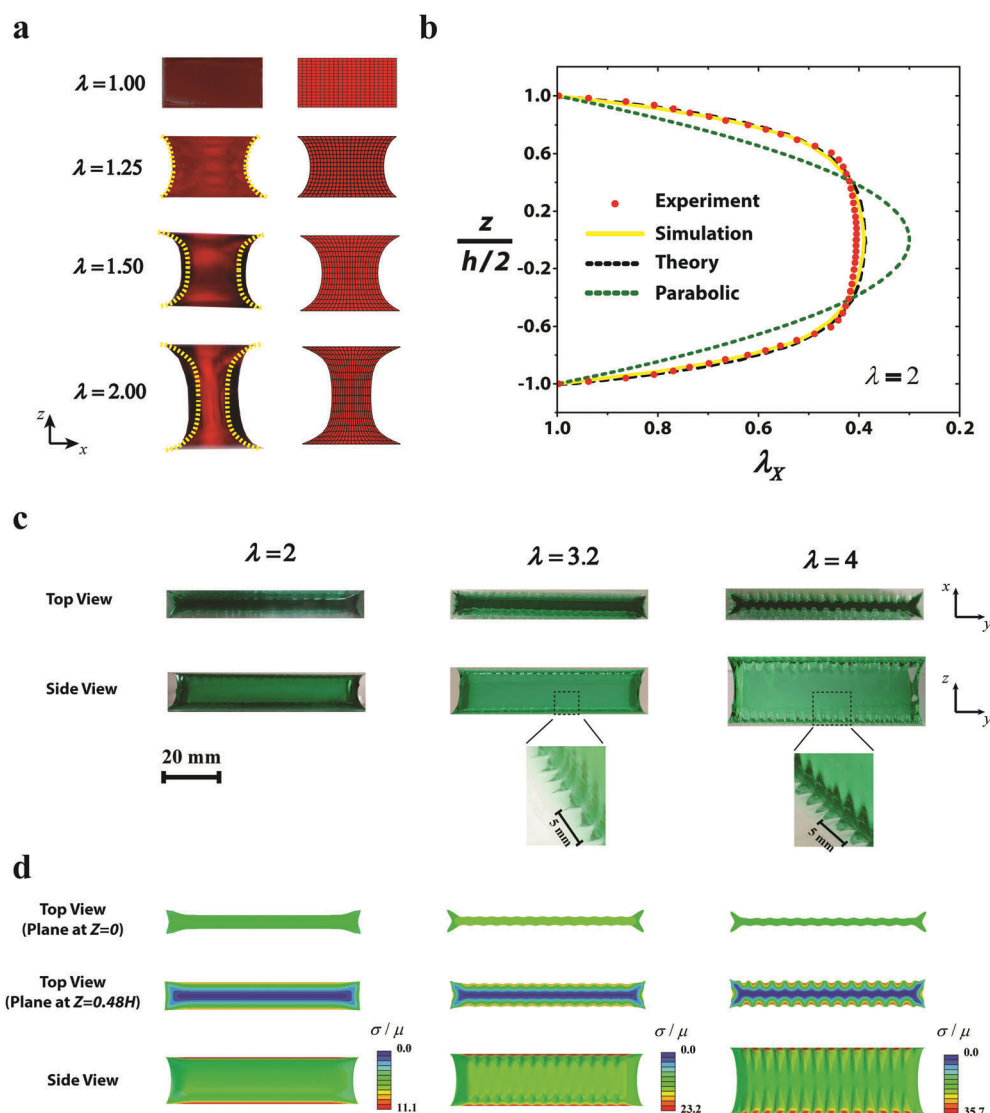 a
λ=1.00
λ=1.25
λ=1.50
λ=2.00
z
x
b
1.0
0.6
0.2
-0.2
-0.6
-1.0
z
h/2
Experiment
Simulation
Theory
Parabolic
λ=2
1.0 0.8 0.6 0.4 0.2
λX
c
λ=2 λ=3.2 λ=4
Top View
x
y
Side View
z
y
20 mm
5 mm
5 mm
d
Top View
(Plane at Z=0)
Top View
(Plane at Z=0.48H)
σ/μ σ/μ σ/μ
0.0 0.0 0.0
Side View
11.1 23.2 35.7